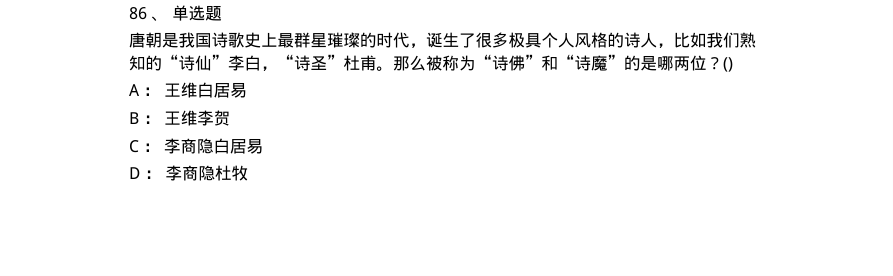 86 、 单选题
唐朝是我国诗歌史上最群星璀璨的时代，诞生了很多极具个人风格的诗人，比如我们熟
知的“诗仙”李白，“诗圣”杜甫。那么被称为“诗佛”和“诗魔”的是哪两位？()
A ： 王维白居易
B ： 王维李贺
C ： 李商隐白居易
D ： 李商隐杜牧